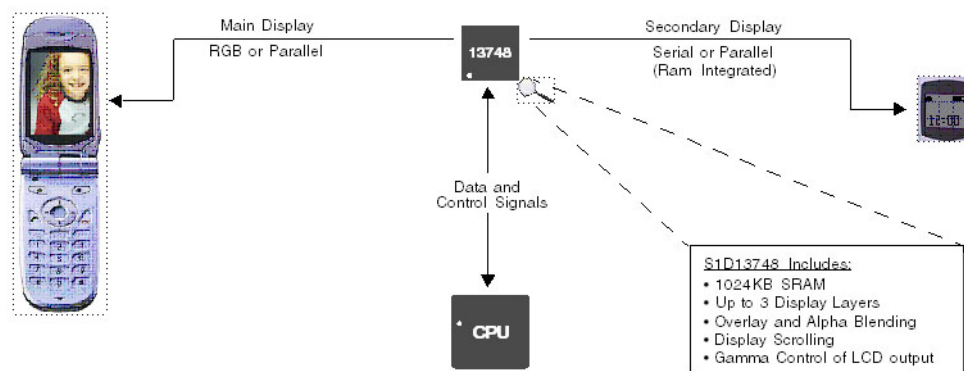 Main Display
RGB or Parallel
13748
Secondary Display
Serial or Parallel
(Ram Integrated)
12:00
Data and
Control Signals
CPU
S1D13748 Includes:
• 1024KB SRAM
• Up to 3 Display Layers
• Overlay and Alpha Blending
• Display Scrolling
• Gamma Control of LCD output